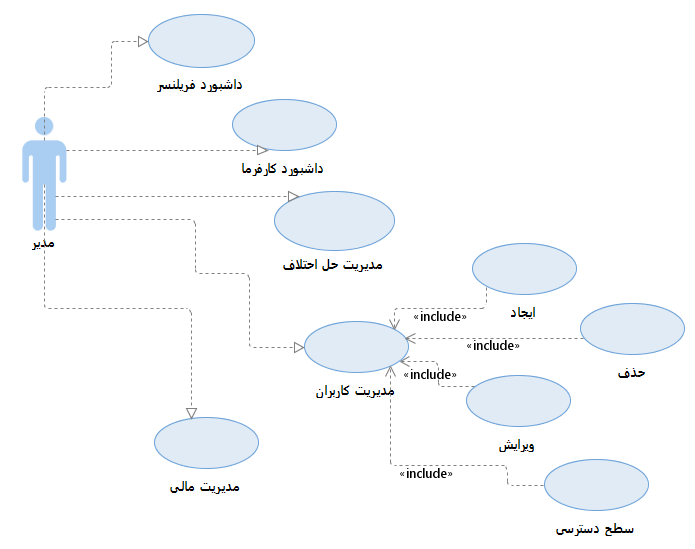 داشبورد فریلنسر
داشبورد کارفرما
مدیر
مدیریت حل اختلاف
ایجاد
«include»
«include»
حذف
«include»
مدیریت کاربران
ویرایش
«include»
مدیریت مالی
سطح دسترسی